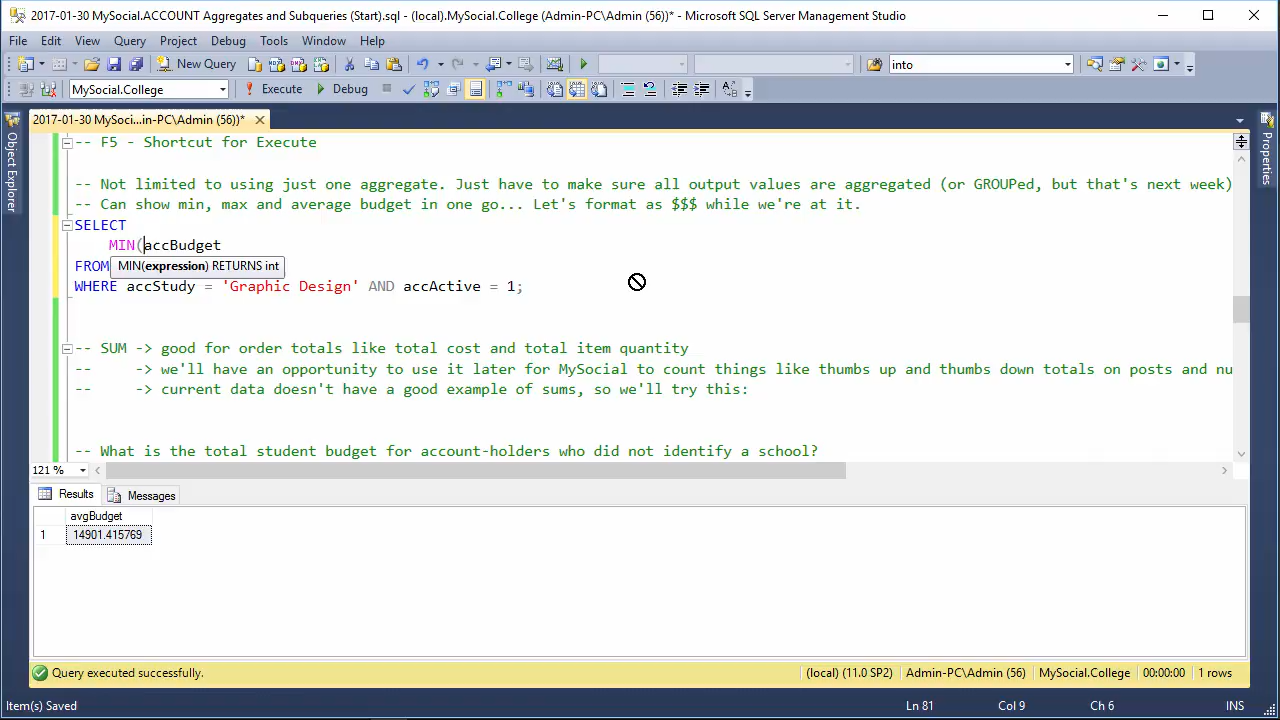 2017-01-30 MySocial.ACCOUNT Aggregates and Subqueries (Start).sql - (local).MySocial.College (Admin-PC\Admin (56))* - Microsoft SQL Server Management Studio
File Edit View Query Project Debug Tools Window Help
New Query into
MySocial.College Execute Debug
2017-01-30 MySoci...in-PC\Admin (56))*
Object Explorer
Properties
-- F5 - Shortcut for Execute
-- Not limited to using just one aggregate. Just have to make sure all output values are aggregated (or GROUPed, but that's next week)
-- Can show min, max and average budget in one go... Let's format as $$$ while we're at it.
SELECT
MIN(accBudget
FROM MIN(expression) RETURNS int
WHERE accStudy = 'Graphic Design' AND accActive = 1;
-- SUM -> good for order totals like total cost and total item quantity
-- -> we'll have an opportunity to use it later for MySocial to count things like thumbs up and thumbs down totals on posts and nu
-- -> current data doesn't have a good example of sums, so we'll try this:
-- What is the total student budget for account-holders who did not identify a school?
121 %
Results Messages
avgBudget
1 14901.415769
Query executed successfully. (local) (11.0 SP2) Admin-PC\Admin (56) MySocial.College 00:00:00 1 rows
Item(s) Saved Ln 81 Col 9 Ch 6 INS